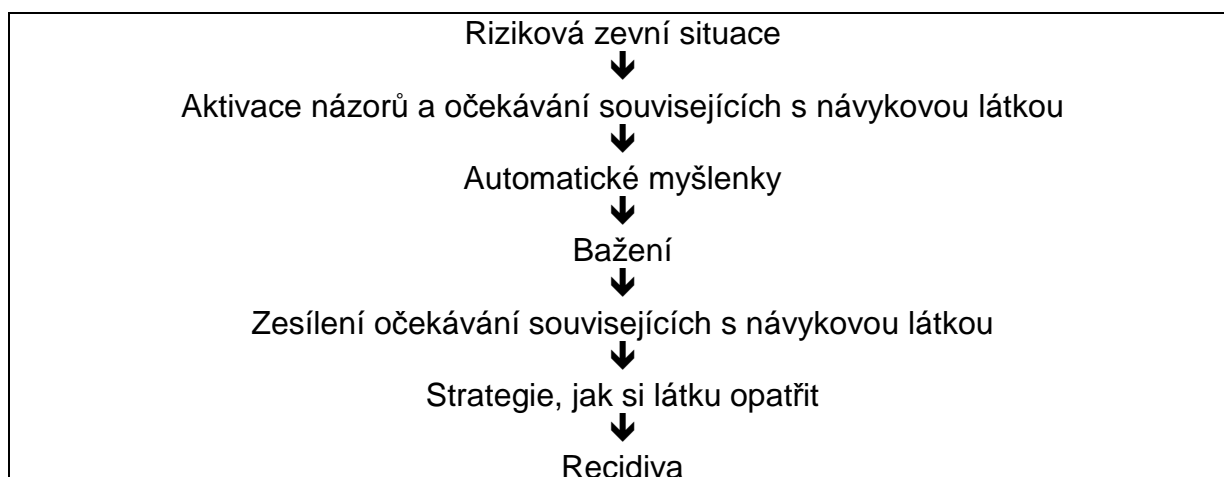 Riziková zevní situace
Aktivace názorů a očekávání souvisejících s návykovou látkou
Automatické myšlenky
Bažení
Zesílení očekávání souvisejících s návykovou látkou
Strategie, jak si látku opatřit
Recidiva